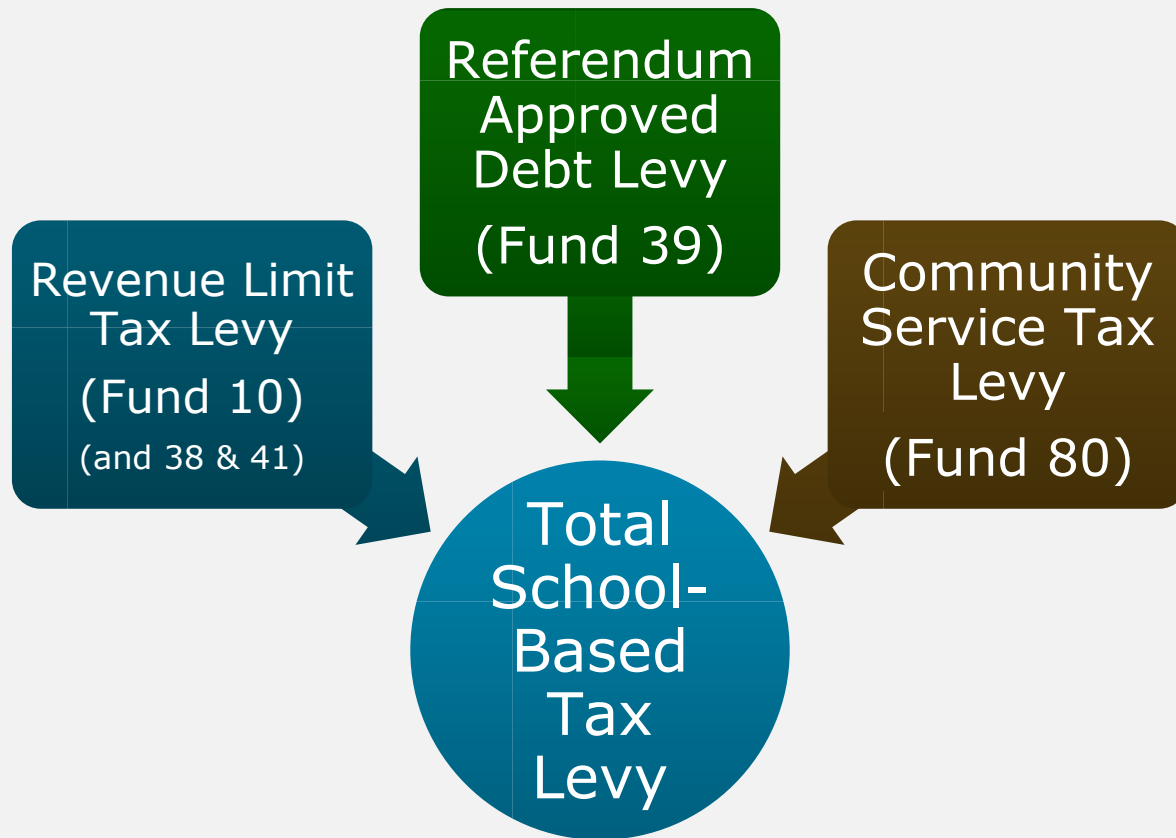 Referendum
Approved
Debt Levy
(Fund 39)
Revenue Limit
Tax Levy
(Fund 10)
(and 38 & 41)
Community
Service Tax
Levy
(Fund 80)
Total
School-
Based
Tax
Levy